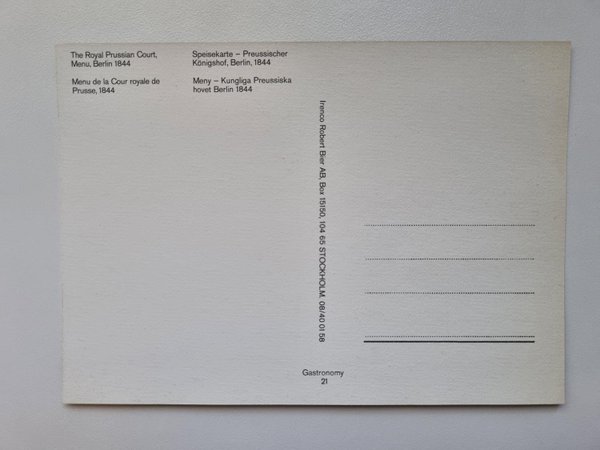 The Royal Prussian Court,
Menu, Berlin 1844
Menu de la Cour royale de
Prusse, 1844
Speisekarte – Preussischer
Königshof, Berlin, 1844
Meny – Kungliga Preussiska
hovet Berlin 1844
Irenco Robert Bier AB, Box 15150, 104 65 STOCKHOLM. 08/40 01 58
Gastronomy
21